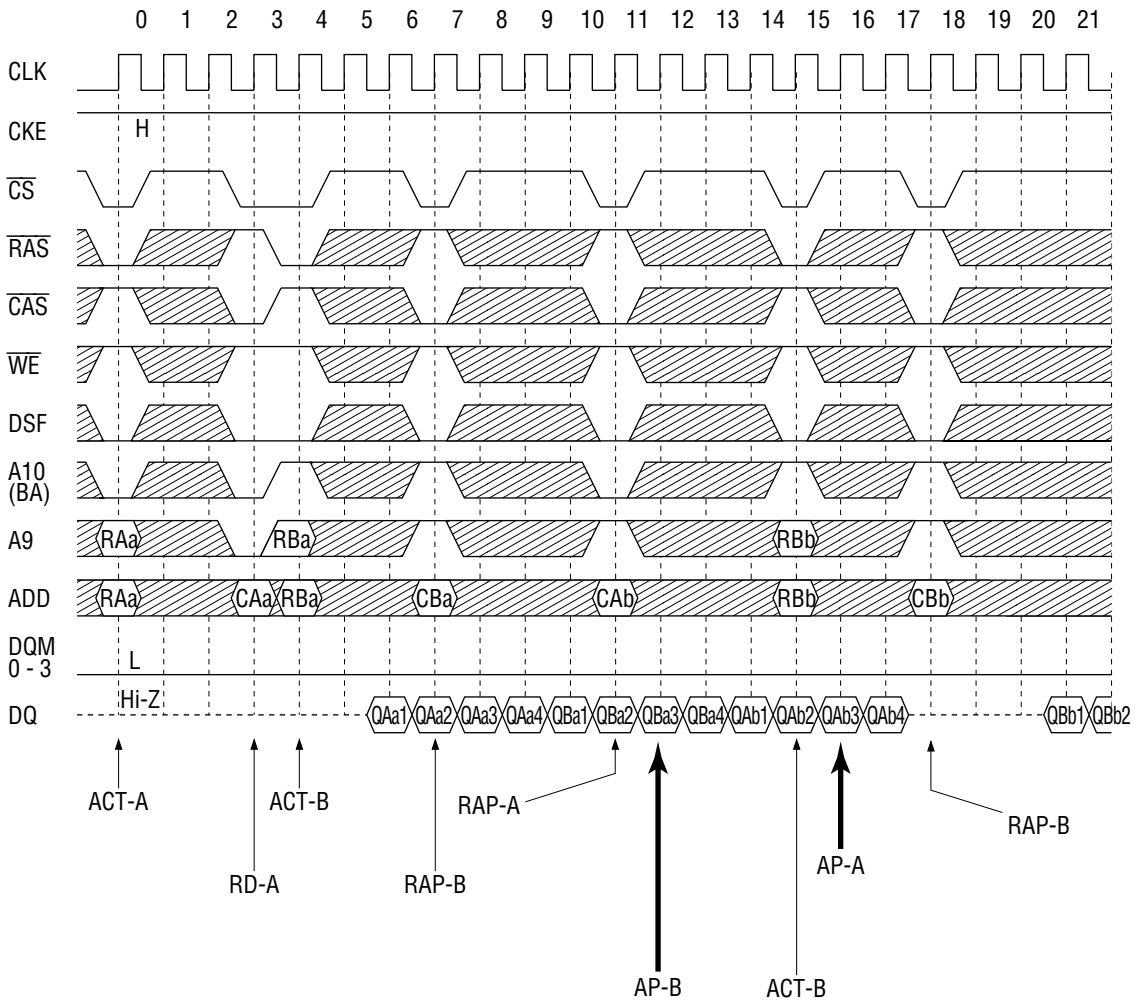 0 1 2 3 4 5 6 7 8 9 10 11 12 13 14 15 16 17 18 19 20 21
CLK
CKE H
CS
RAS
CAS
WE
DSF
A10
(BA)
A9 RAa RBa RBb
ADD RAa CAa RBa CBa CAb RBb CBb
DQM
0 - 3 L
DQ Hi-Z QAa1 QAa2 QAa3 QAa4 QBa1 QBa2 QBa3 QBa4 QAb1 QAb2 QAb3 QAb4 QBb1 QBb2
ACT-A ACT-B RAP-A RAP-B
RD-A RAP-B AP-A
AP-B ACT-B